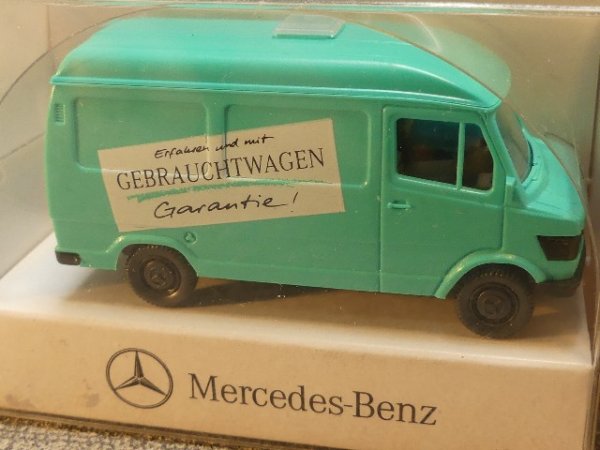 Erfahren und mit
GEBRAUCHTWAGEN
Garantie!
Mercedes-Benz